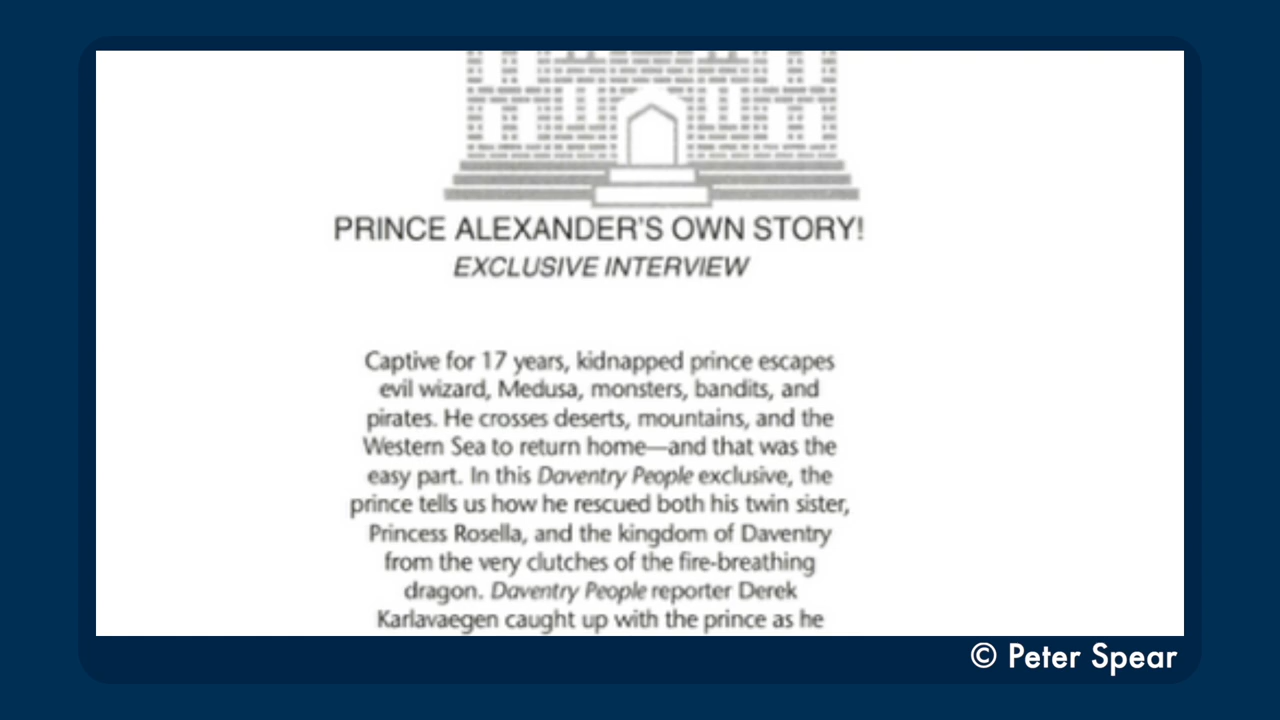 PRINCE ALEXANDER'S OWN STORY!
EXCLUSIVE INTERVIEW
Captive for 17 years, kidnapped prince escapes
evil wizard, Medusa, monsters, bandits, and
pirates. He crosses deserts, mountains, and the
Western Sea to return home—and that was the
easy part. In this Daventry People exclusive, the
prince tells us how he rescued both his twin sister,
Princess Rosella, and the kingdom of Daventry
from the very clutches of the fire-breathing
dragon. Daventry People reporter Derek
Karlavaegen caught up with the prince as he
© Peter Spear